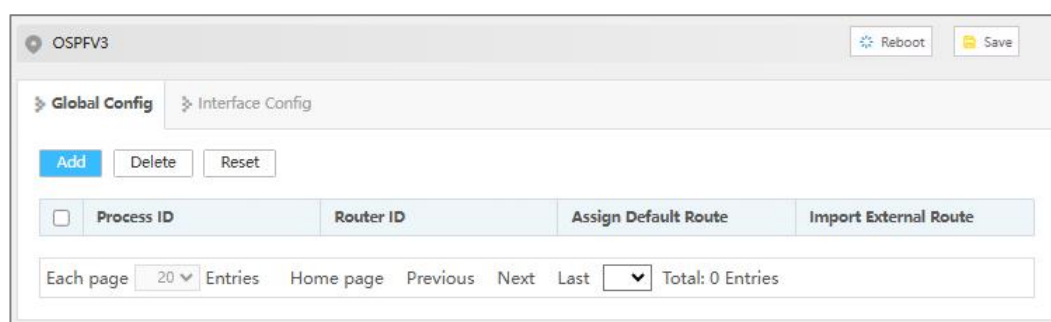 OSPFV3 Reboot Save
Global Config Interface Config
Add Delete Reset
Process ID Router ID Assign Default Route Import External Route
Each page 20 Entries Home page Previous Next Last Total: 0 Entries